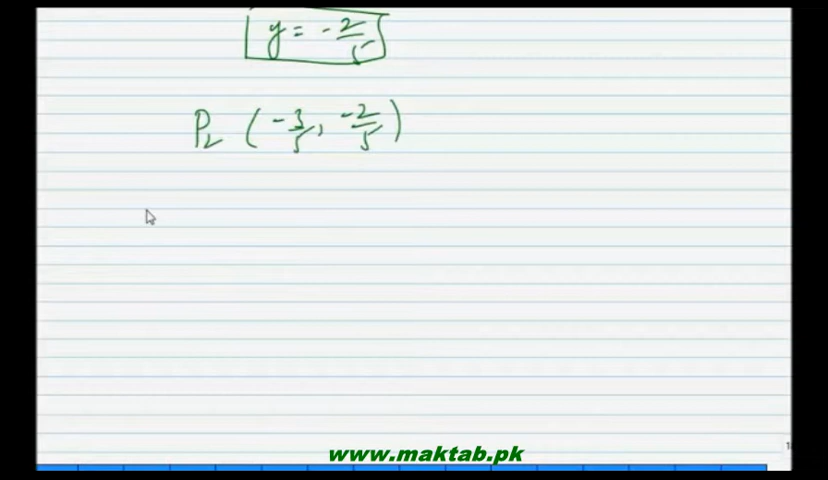 y = -2/5
P₂ (-3/5, -2/5)
www.maktab.pk